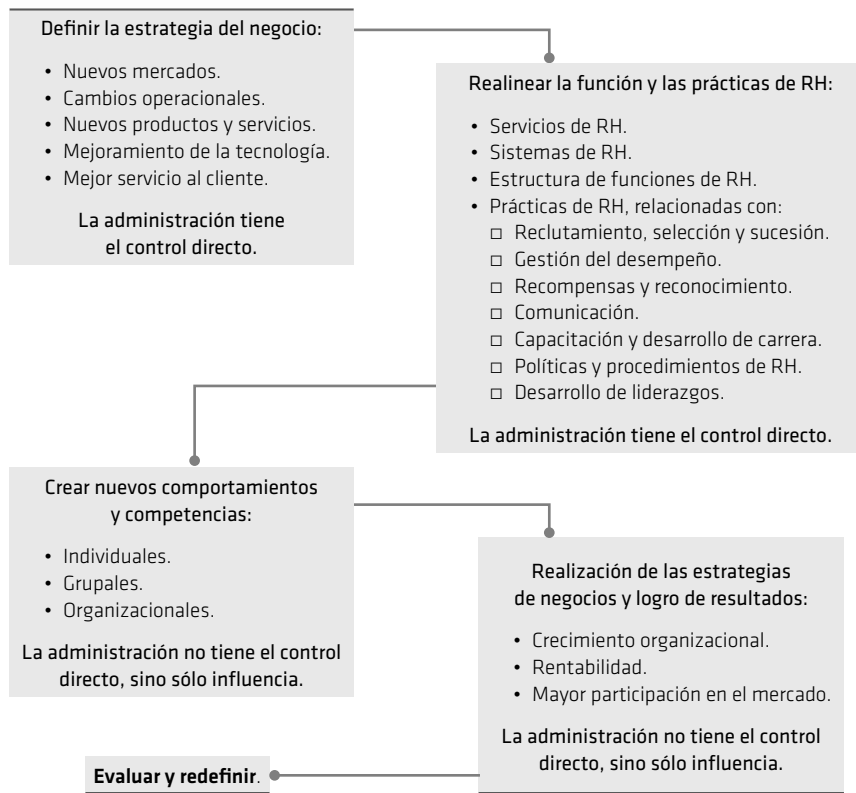 Definir la estrategia del negocio:
• Nuevos mercados.
• Cambios operacionales.
• Nuevos productos y servicios.
• Mejoramiento de la tecnología.
• Mejor servicio al cliente.
La administración tiene
el control directo.
Realinear la función y las prácticas de RH:
• Servicios de RH.
• Sistemas de RH.
• Estructura de funciones de RH.
• Prácticas de RH, relacionadas con:
□ Reclutamiento, selección y sucesión.
□ Gestión del desempeño.
□ Recompensas y reconocimiento.
□ Comunicación.
□ Capacitación y desarrollo de carrera.
□ Políticas y procedimientos de RH.
□ Desarrollo de liderazgos.
La administración tiene el control directo.
Crear nuevos comportamientos
y competencias:
• Individuales.
• Grupales.
• Organizacionales.
La administración no tiene el control
directo, sino sólo influencia.
Realización de las estrategias
de negocios y logro de resultados:
• Crecimiento organizacional.
• Rentabilidad.
• Mayor participación en el mercado.
La administración no tiene el control
directo, sino sólo influencia.
Evaluar y redefinir.